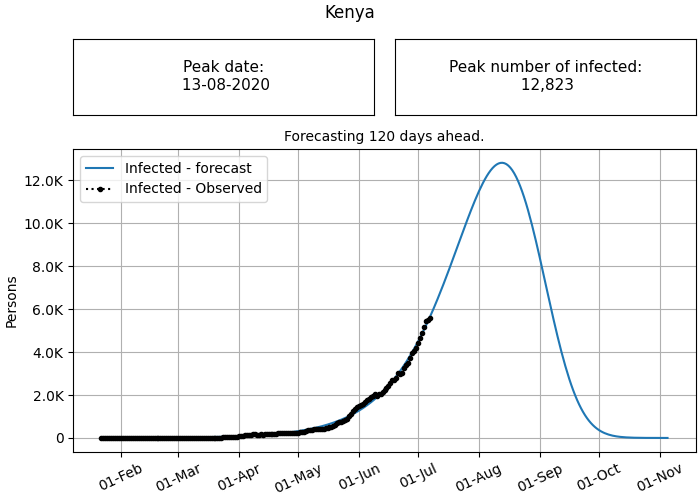 Kenya
Peak date:
13-08-2020
Peak number of infected:
12,823
Forecasting 120 days ahead.
Infected - forecast
Infected - Observed
Persons
12.0K
10.0K
8.0K
6.0K
4.0K
2.0K
0
01-Feb
01-Mar
01-Apr
01-May
01-Jun
01-Jul
01-Aug
01-Sep
01-Oct
01-Nov